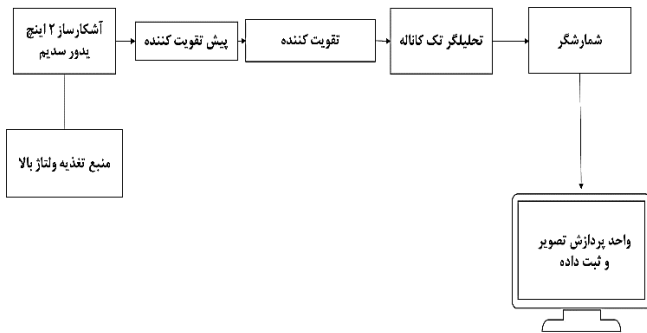 آشکارساز ۲ اینچ
یدور سدیم
پیش تقویت کننده
تقویت کننده
تحلیلگر تک کاناله
شمارشگر
منبع تغذیه ولتاژ بالا
واحد پردازش تصویر
و ثبت داده